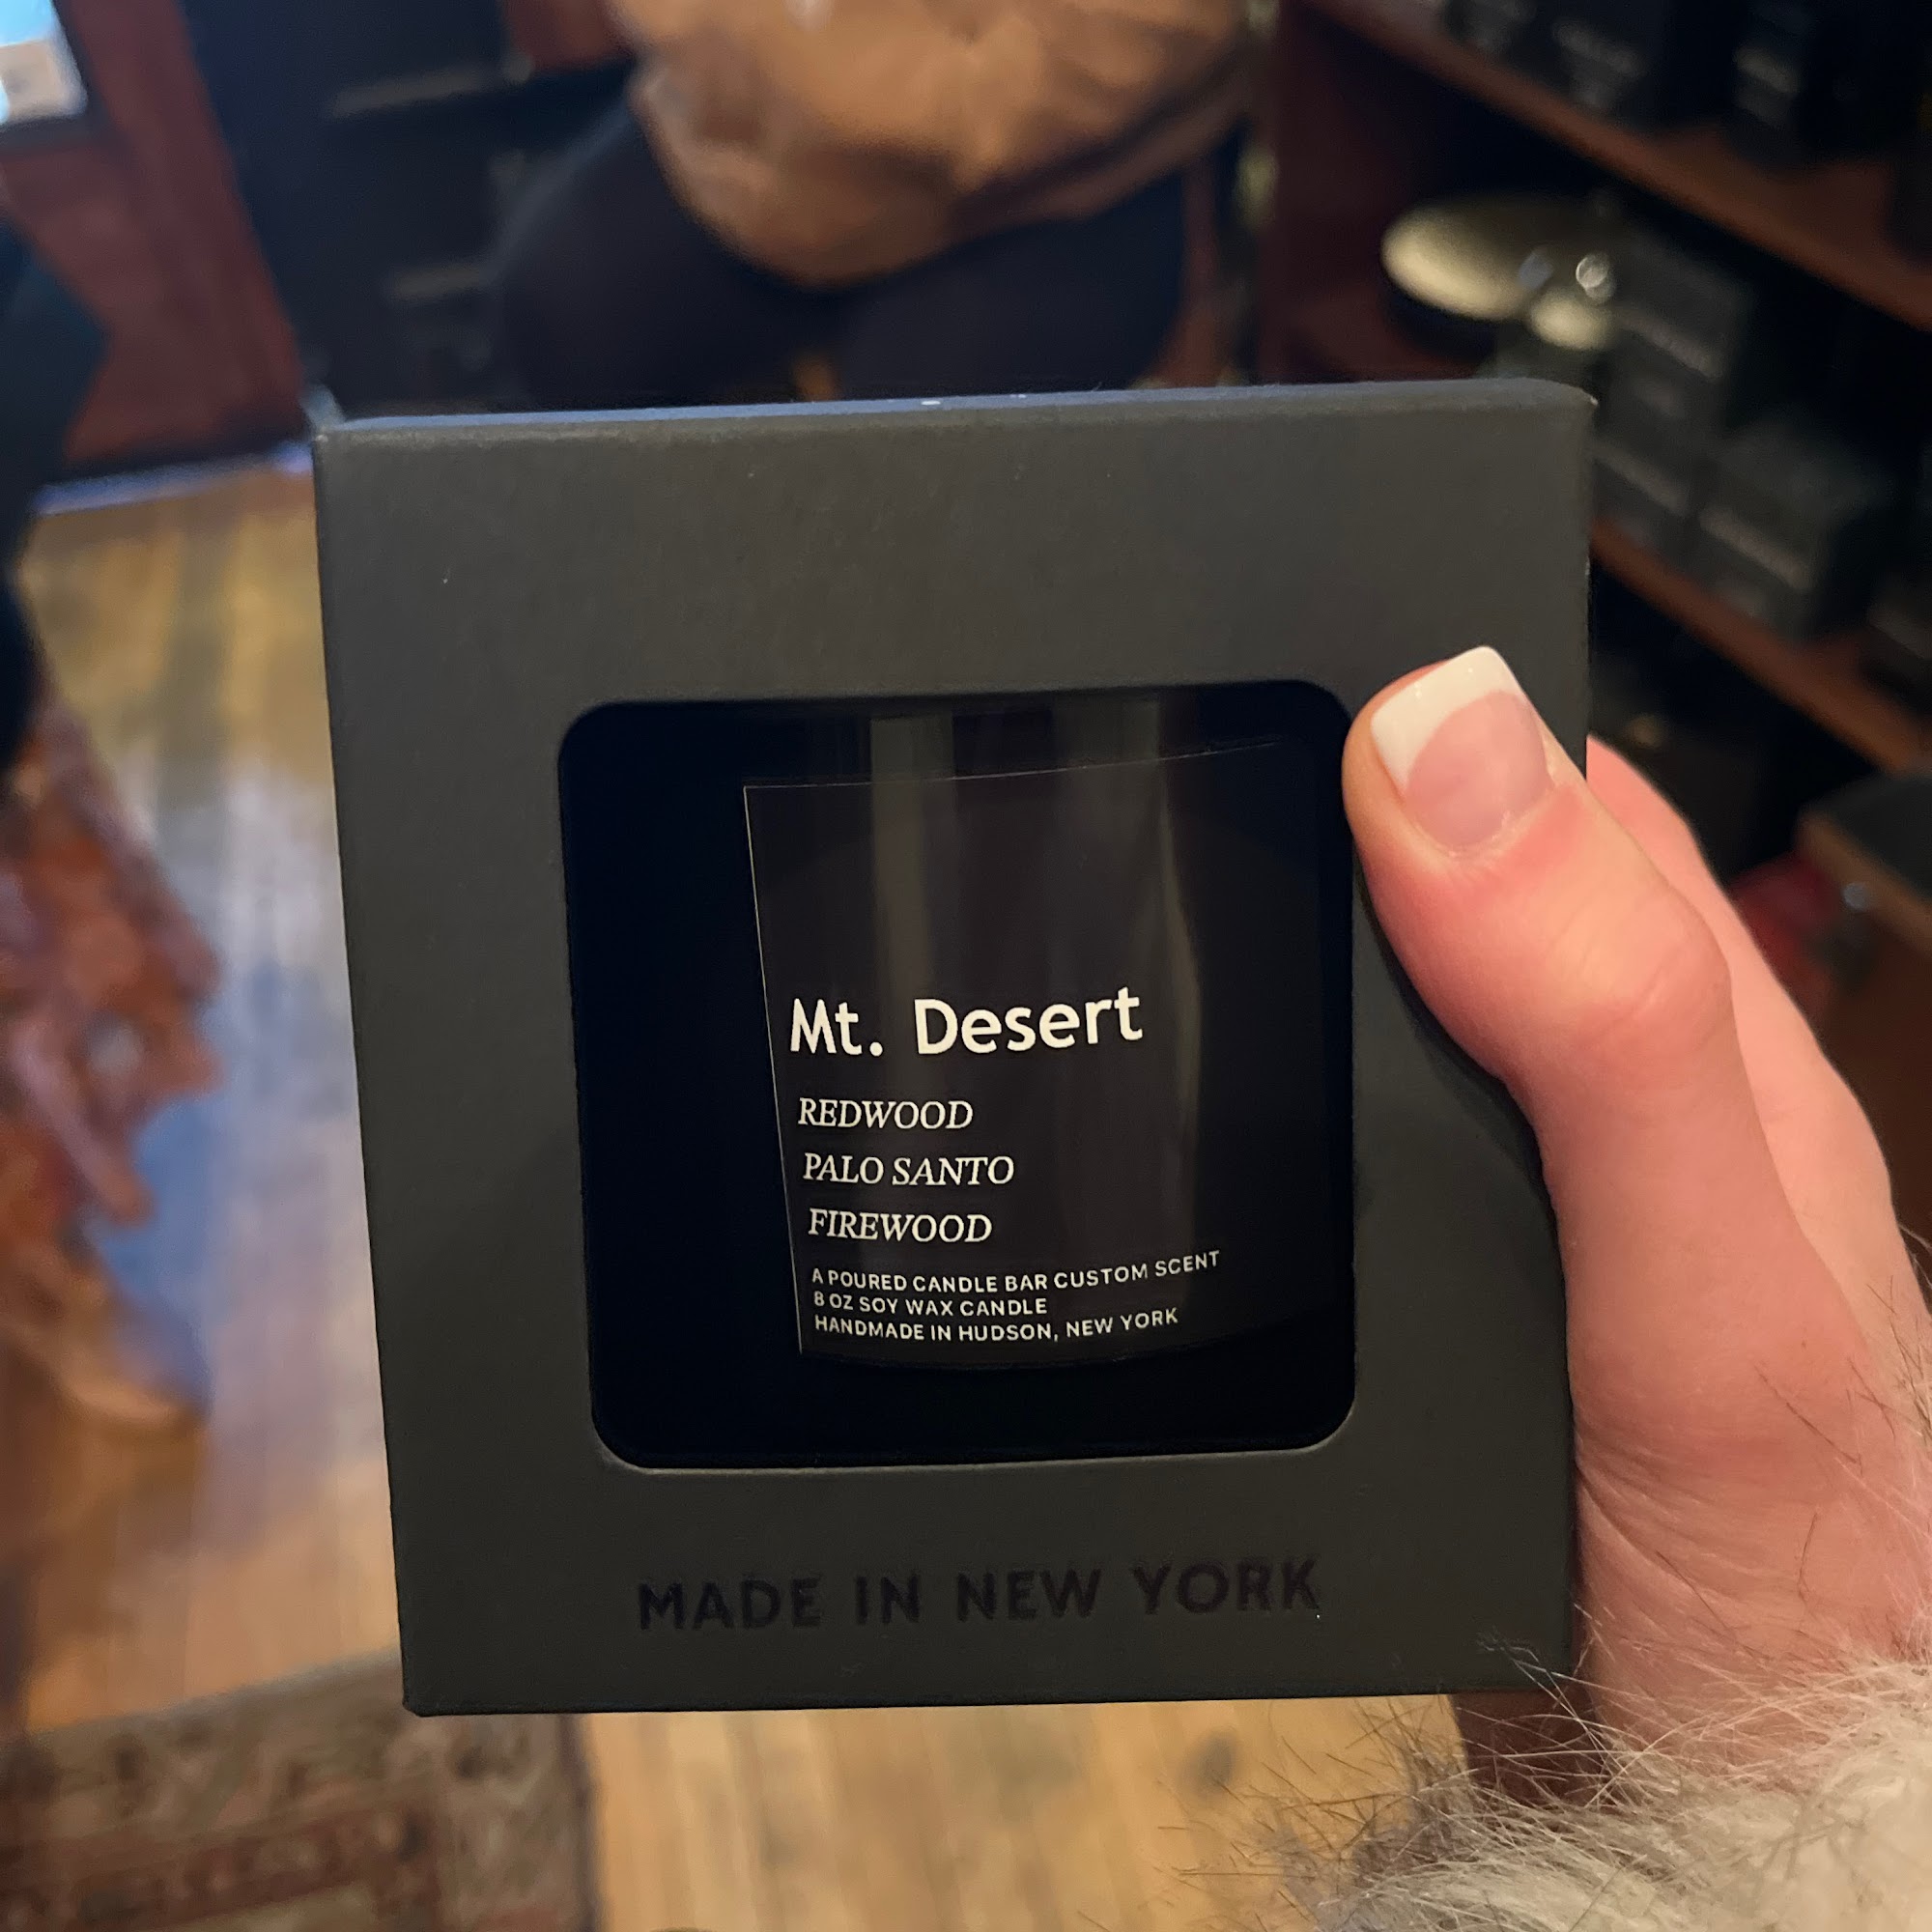 Mt. Desert
REDWOOD
PALO SANTO
FIREWOOD
A POURED CANDLE BAR CUSTOM SCENT
8 OZ SOY WAX CANDLE
HANDMADE IN HUDSON, NEW YORK
MADE IN NEW YORK